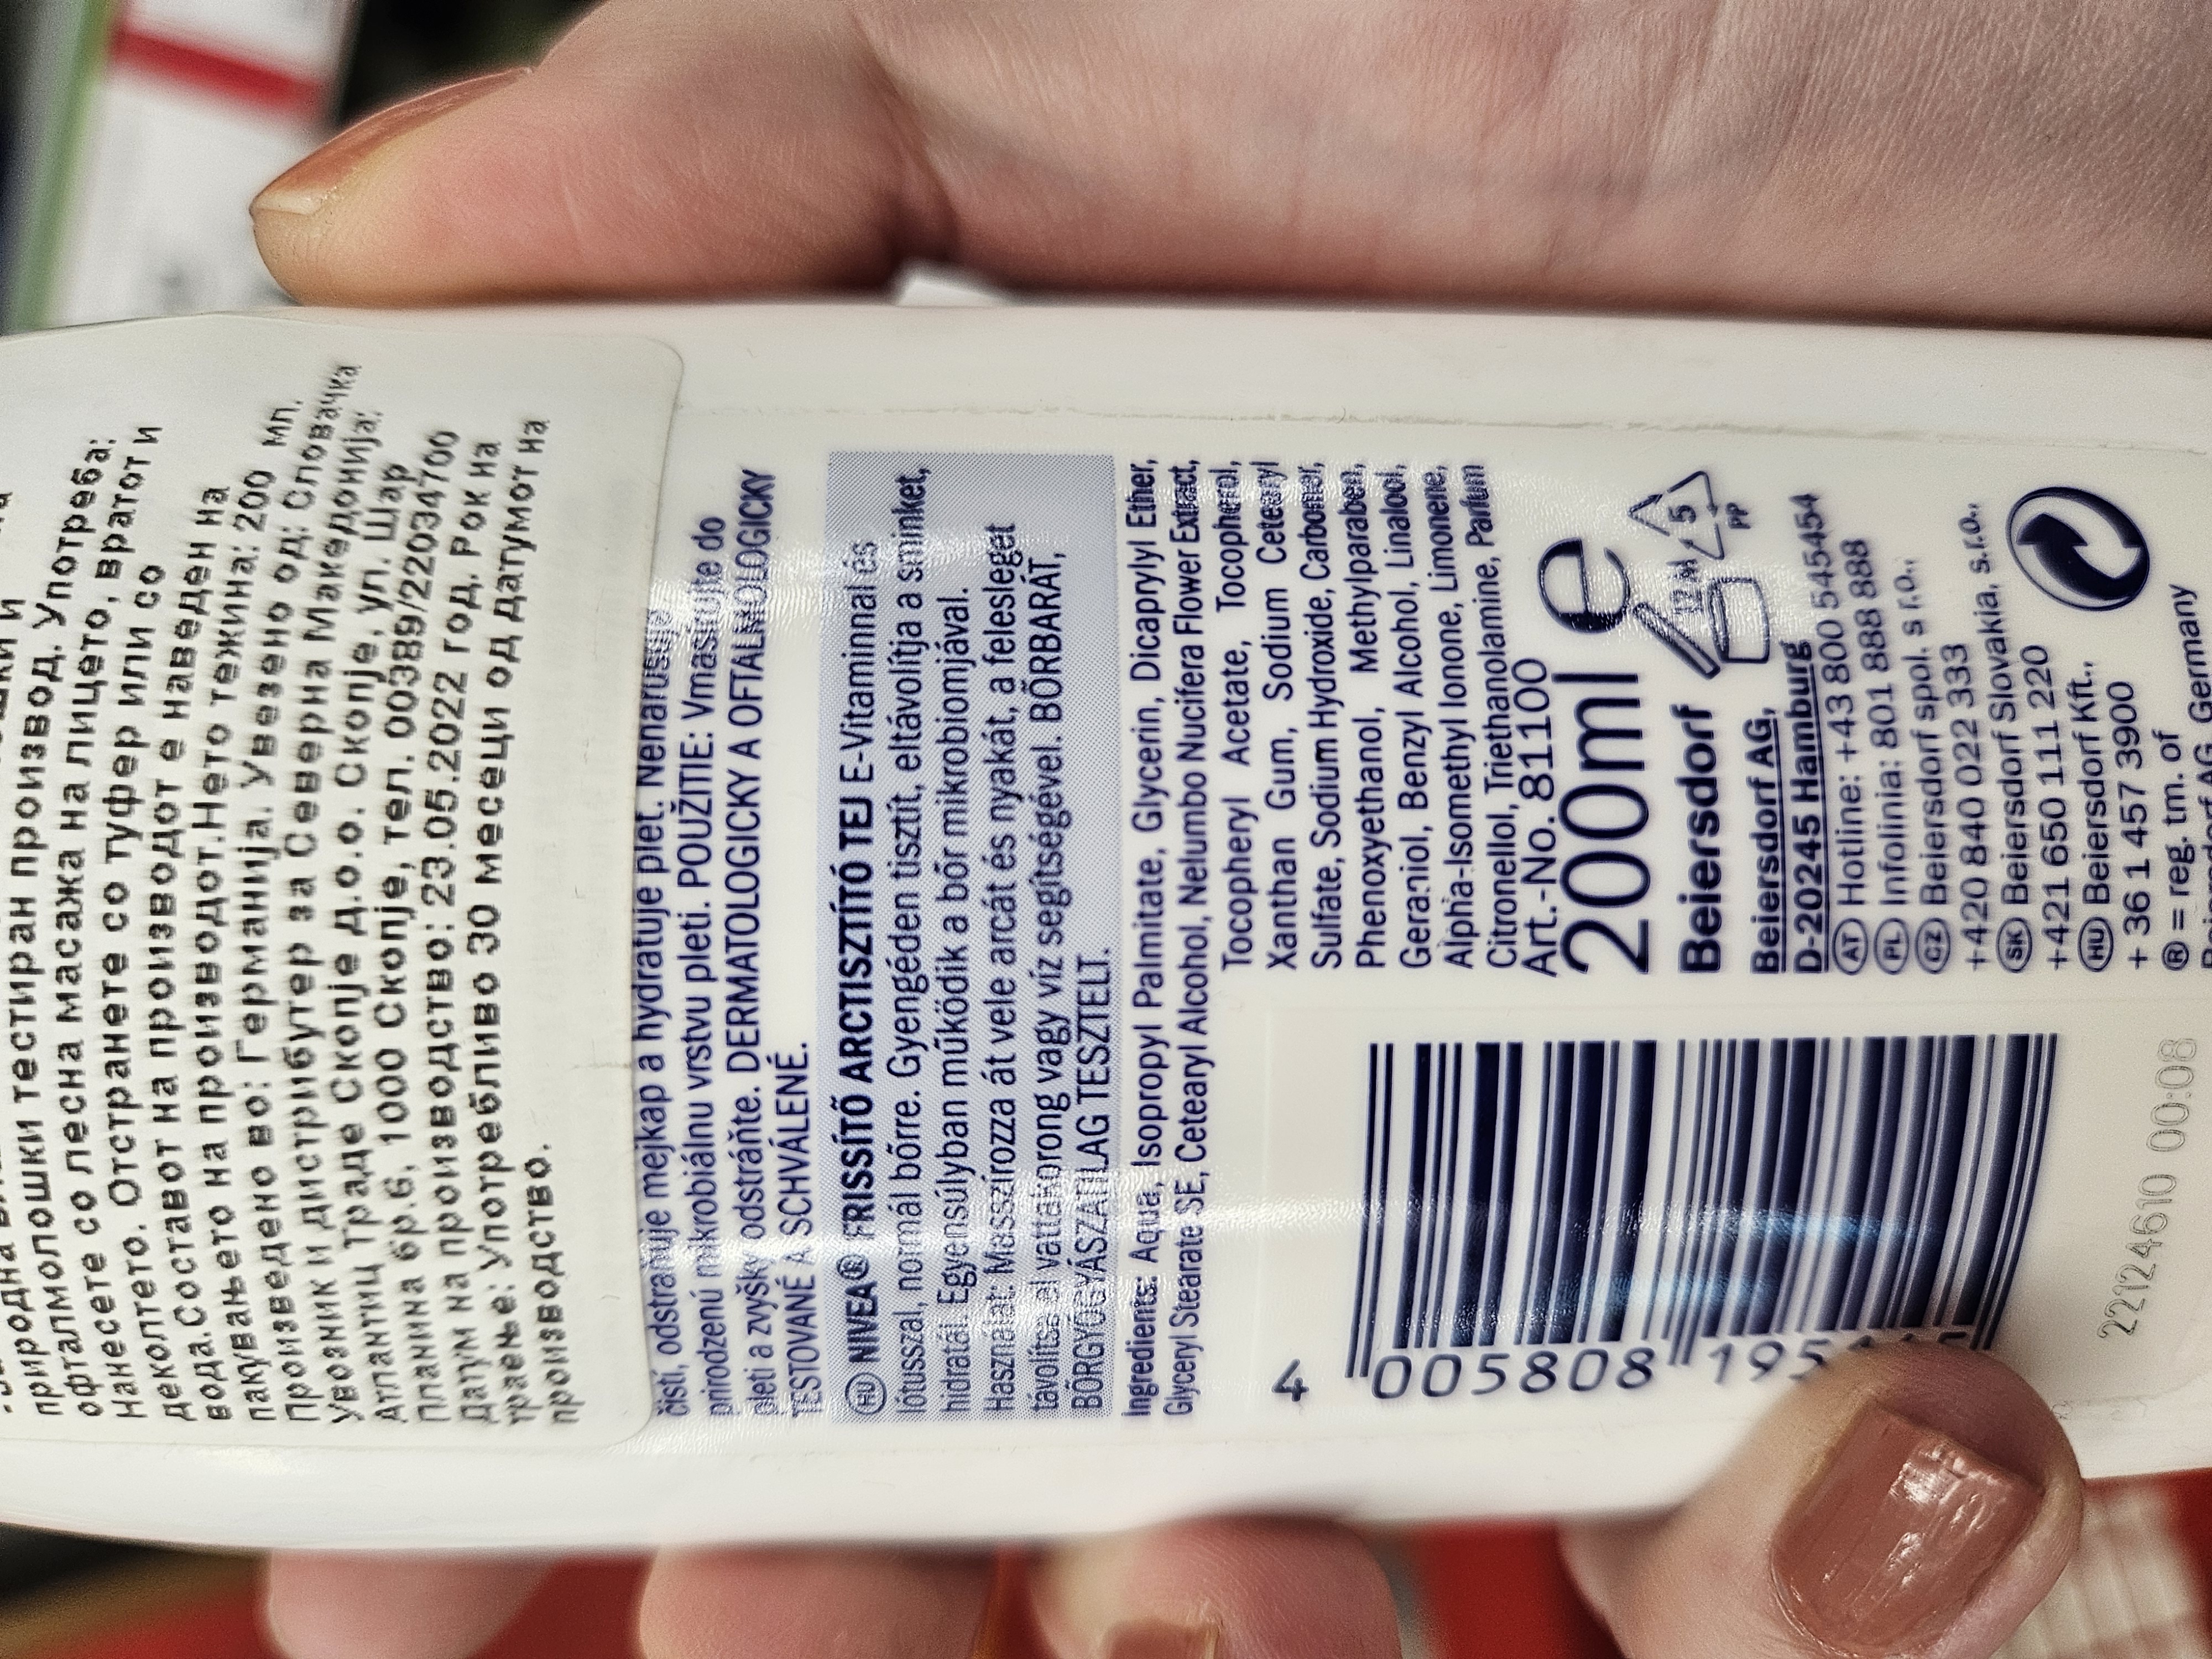 природна
офталмолошки тестиран производ. Употреба:
Нанесете со лесна масажа на лицето, вратот и
деколтето. Отстранете со туфер или со
вода.Составот на производот е наведен на
пакувањето на производот.Нето тежина: 200 мл.
Произведено во: Германија. Увезено од: Словачка
Увозник и дистрибутер за Северна Македонија:
Атлантиц Траде Скопје д.о.о. Скопје, ул. Шар
Планина бр.6, 1000 Скопје, тел. 00389/22034700
Датум на производство: 23.05.2022 год. Рок на
траење: Употребливо 30 месеци од датумот на
производство.
čistí, odstraňuje mejkap a hydratuje pleť. Nenarušuje
prirodzenú mikrobiálnu vrstvu pleti. POUŽITIE: Vmasírujte do
pleti a zvyšky odstráňte. DERMATOLOGICKY A OFTALMOLOGICKY
TESTOVANÉ A SCHVÁLENÉ.
HU NIVEA® FRISSÍTŐ ARCTISZTÍTÓ TEJ E-Vitaminnal és
lótusszal, normál bőrre. Gyengéden tisztít, eltávolítja a sminket,
hidratál. Egyensúlyban működik a bőr mikrobiomjával.
Használat: Masszírozza át vele arcát és nyakát, a felesleget
távolítsa el vattakorong vagy víz segítségével. BŐRBARÁT,
BŐRGYÓGYÁSZATILAG TESZTELT.
Ingredients: Aqua, Isopropyl Palmitate, Glycerin, Dicaprylyl Ether,
Glyceryl Stearate SE, Cetearyl Alcohol, Nelumbo Nucifera Flower Extract,
Tocopheryl Acetate, Tocopherol,
Xanthan Gum, Sodium Cetearyl
Sulfate, Sodium Hydroxide, Carbomer,
Phenoxyethanol, Methylparaben,
Geraniol, Benzyl Alcohol, Linalool,
Alpha-Isomethyl Ionone, Limonene,
Citronellol, Triethanolamine, Parfum
Art.-No. 81100
200ml e
Beiersdorf
12 M
5
PP
Beiersdorf AG,
D-20245 Hamburg
AT Hotline: +43 800 545454
PL Infolinia: 801 888 888
CZ Beiersdorf spol. s r.o.,
+420 840 022 333
SK Beiersdorf Slovakia, s.r.o.,
+421 650 111 220
HU Beiersdorf Kft.,
+ 36 1 457 3900
® = reg. tm. of
Beiersdorf AG, Germany
4 005808 195
22124610 00:08